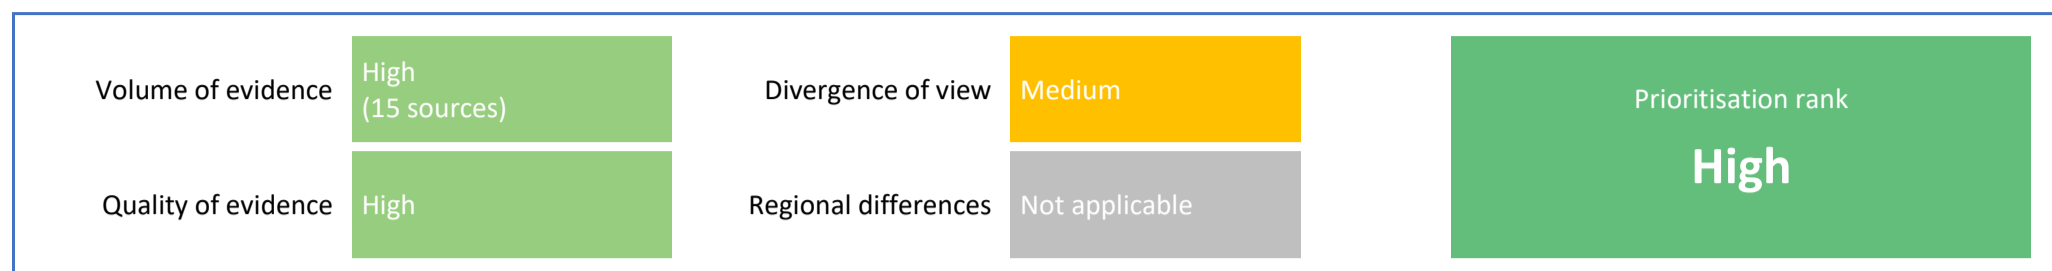 Volume of evidence
High
(15 sources)
Divergence of view
Medium
Prioritisation rank
High
Quality of evidence
High
Regional differences
Not applicable